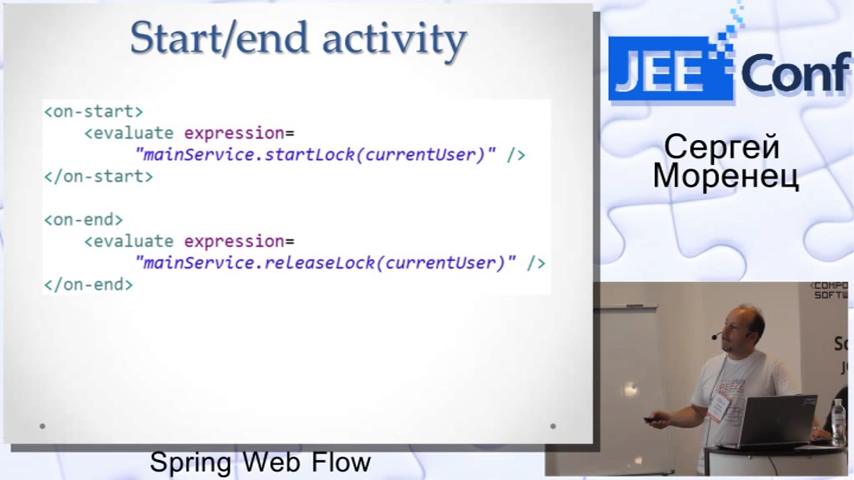 Start/end activity
<on-start>
<evaluate expression=
"mainService.startLock(currentUser)" />
</on-start>
<on-end>
<evaluate expression=
"mainService.releaseLock(currentUser)" />
</on-end>
JEE Conf
Сергей
Моренец
Spring Web Flow